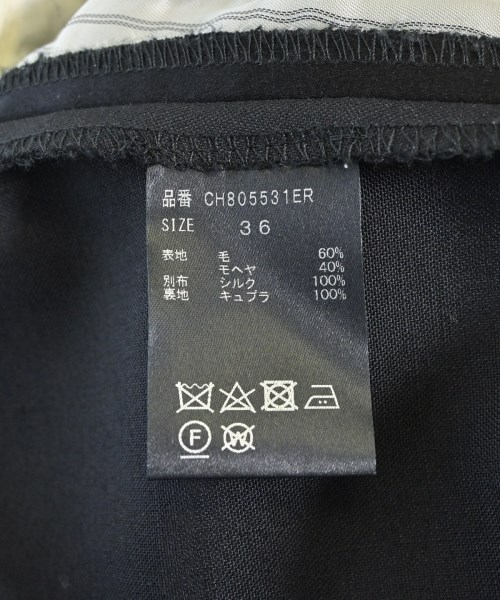 品番 CH805531ER
SIZE 36
表地 毛 60%
モヘヤ 40%
別布 シルク 100%
裏地 キュプラ 100%
F W